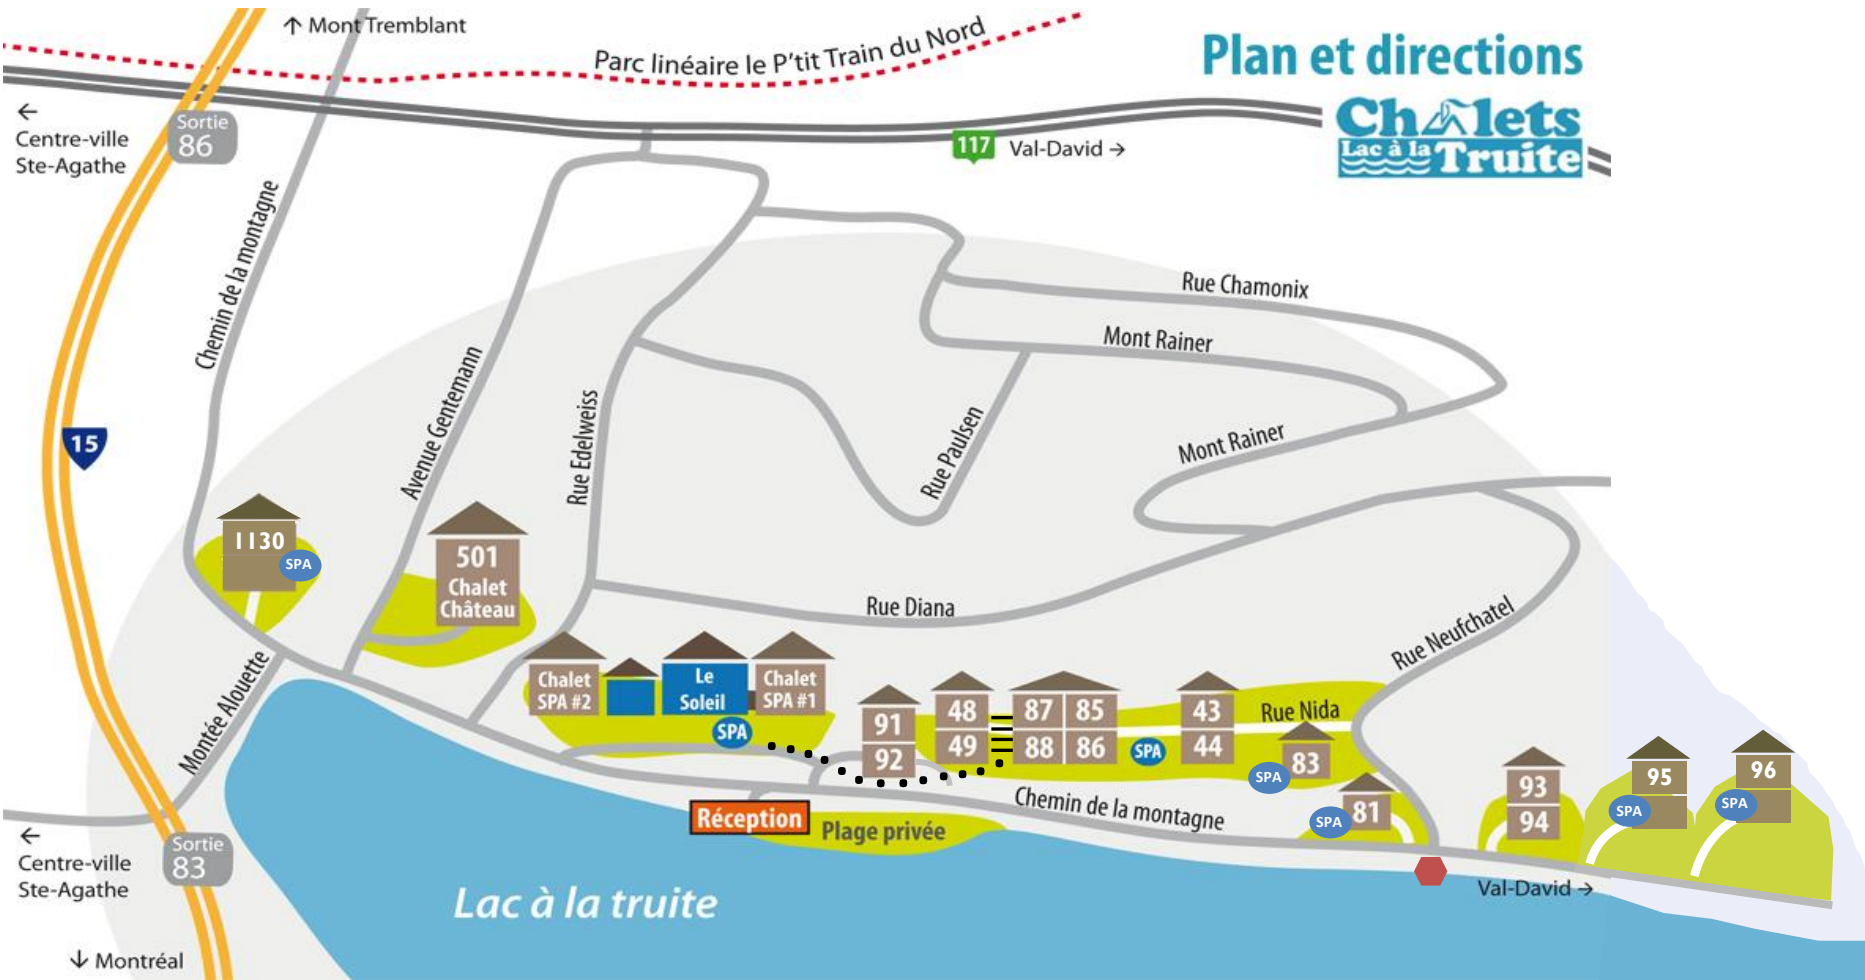 ↑ Mont Tremblant
Parc linéaire le P'tit Train du Nord
Plan et directions
Chalets
Lac à la Truite
←
Centre-ville
Ste-Agathe
Sortie
86
117
Val-David →
Chemin de la montagne
Rue Chamonix
Mont Rainer
Avenue Gentemann
Rue Edelweiss
Rue Paulsen
Mont Rainer
15
1130
SPA
501
Chalet
Château
Rue Diana
Rue Neufchatel
Montée Alouette
Chalet
SPA #2
Le
Soleil
Chalet
SPA #1
SPA
91
92
48
49
87
85
88
86
SPA
43
44
Rue Nida
83
SPA
81
SPA
93
94
95
SPA
96
SPA
Réception
Plage privée
Chemin de la montagne
Val-David →
←
Centre-ville
Ste-Agathe
Sortie
83
Lac à la truite
↓ Montréal